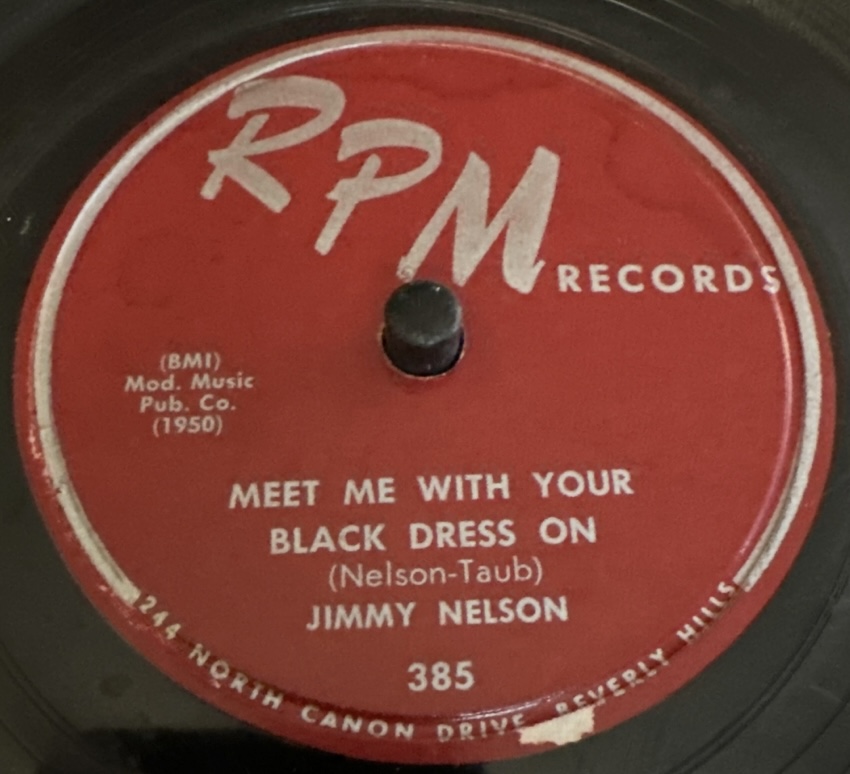 RPM RECORDS
(BMI)
Mod. Music
Pub. Co.
(1950)
MEET ME WITH YOUR
BLACK DRESS ON
(Nelson-Taub)
JIMMY NELSON
385
244 NORTH CANON DRIVE BEVERLY HILLS